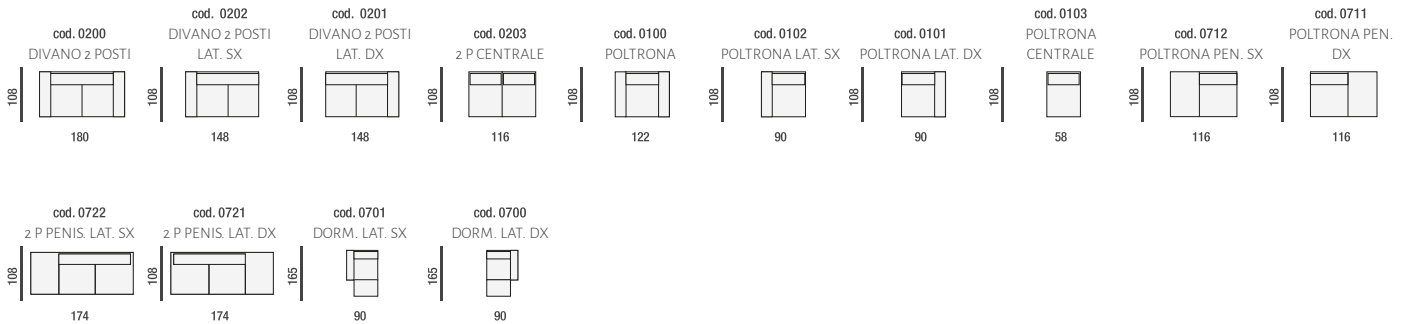 cod. 0200
DIVANO 2 POSTI
108
180
cod. 0202
DIVANO 2 POSTI
LAT. SX
108
148
cod. 0201
DIVANO 2 POSTI
LAT. DX
108
148
cod. 0203
2 P CENTRALE
108
116
cod. 0100
POLTRONA
108
122
cod. 0102
POLTRONA LAT. SX
108
90
cod. 0101
POLTRONA LAT. DX
108
90
cod. 0103
POLTRONA
CENTRALE
108
58
cod. 0712
POLTRONA PEN. SX
108
116
cod. 0711
POLTRONA PEN.
DX
108
116
cod. 0722
2 P PENIS. LAT. SX
108
174
cod. 0721
2 P PENIS. LAT. DX
108
174
cod. 0701
DORM. LAT. SX
165
90
cod. 0700
DORM. LAT. DX
165
90